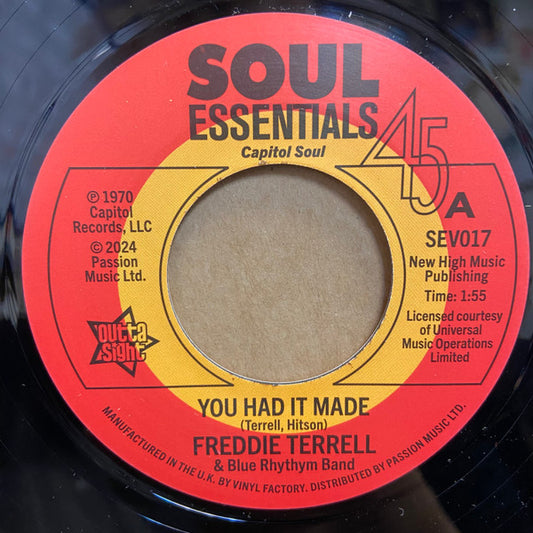 SOUL
ESSENTIALS
Capitol Soul
45
A
℗ 1970
Capitol
Records, LLC
© 2024
Passion
Music Ltd.
outta
sight
SEV017
New High Music
Publishing
Time: 1:55
Licensed courtesy
of Universal
Music Operations
Limited
YOU HAD IT MADE
(Terrell, Hitson)
FREDDIE TERRELL
& Blue Rhythym Band
MANUFACTURED IN THE U.K. BY VINYL FACTORY. DISTRIBUTED BY PASSION MUSIC LTD.